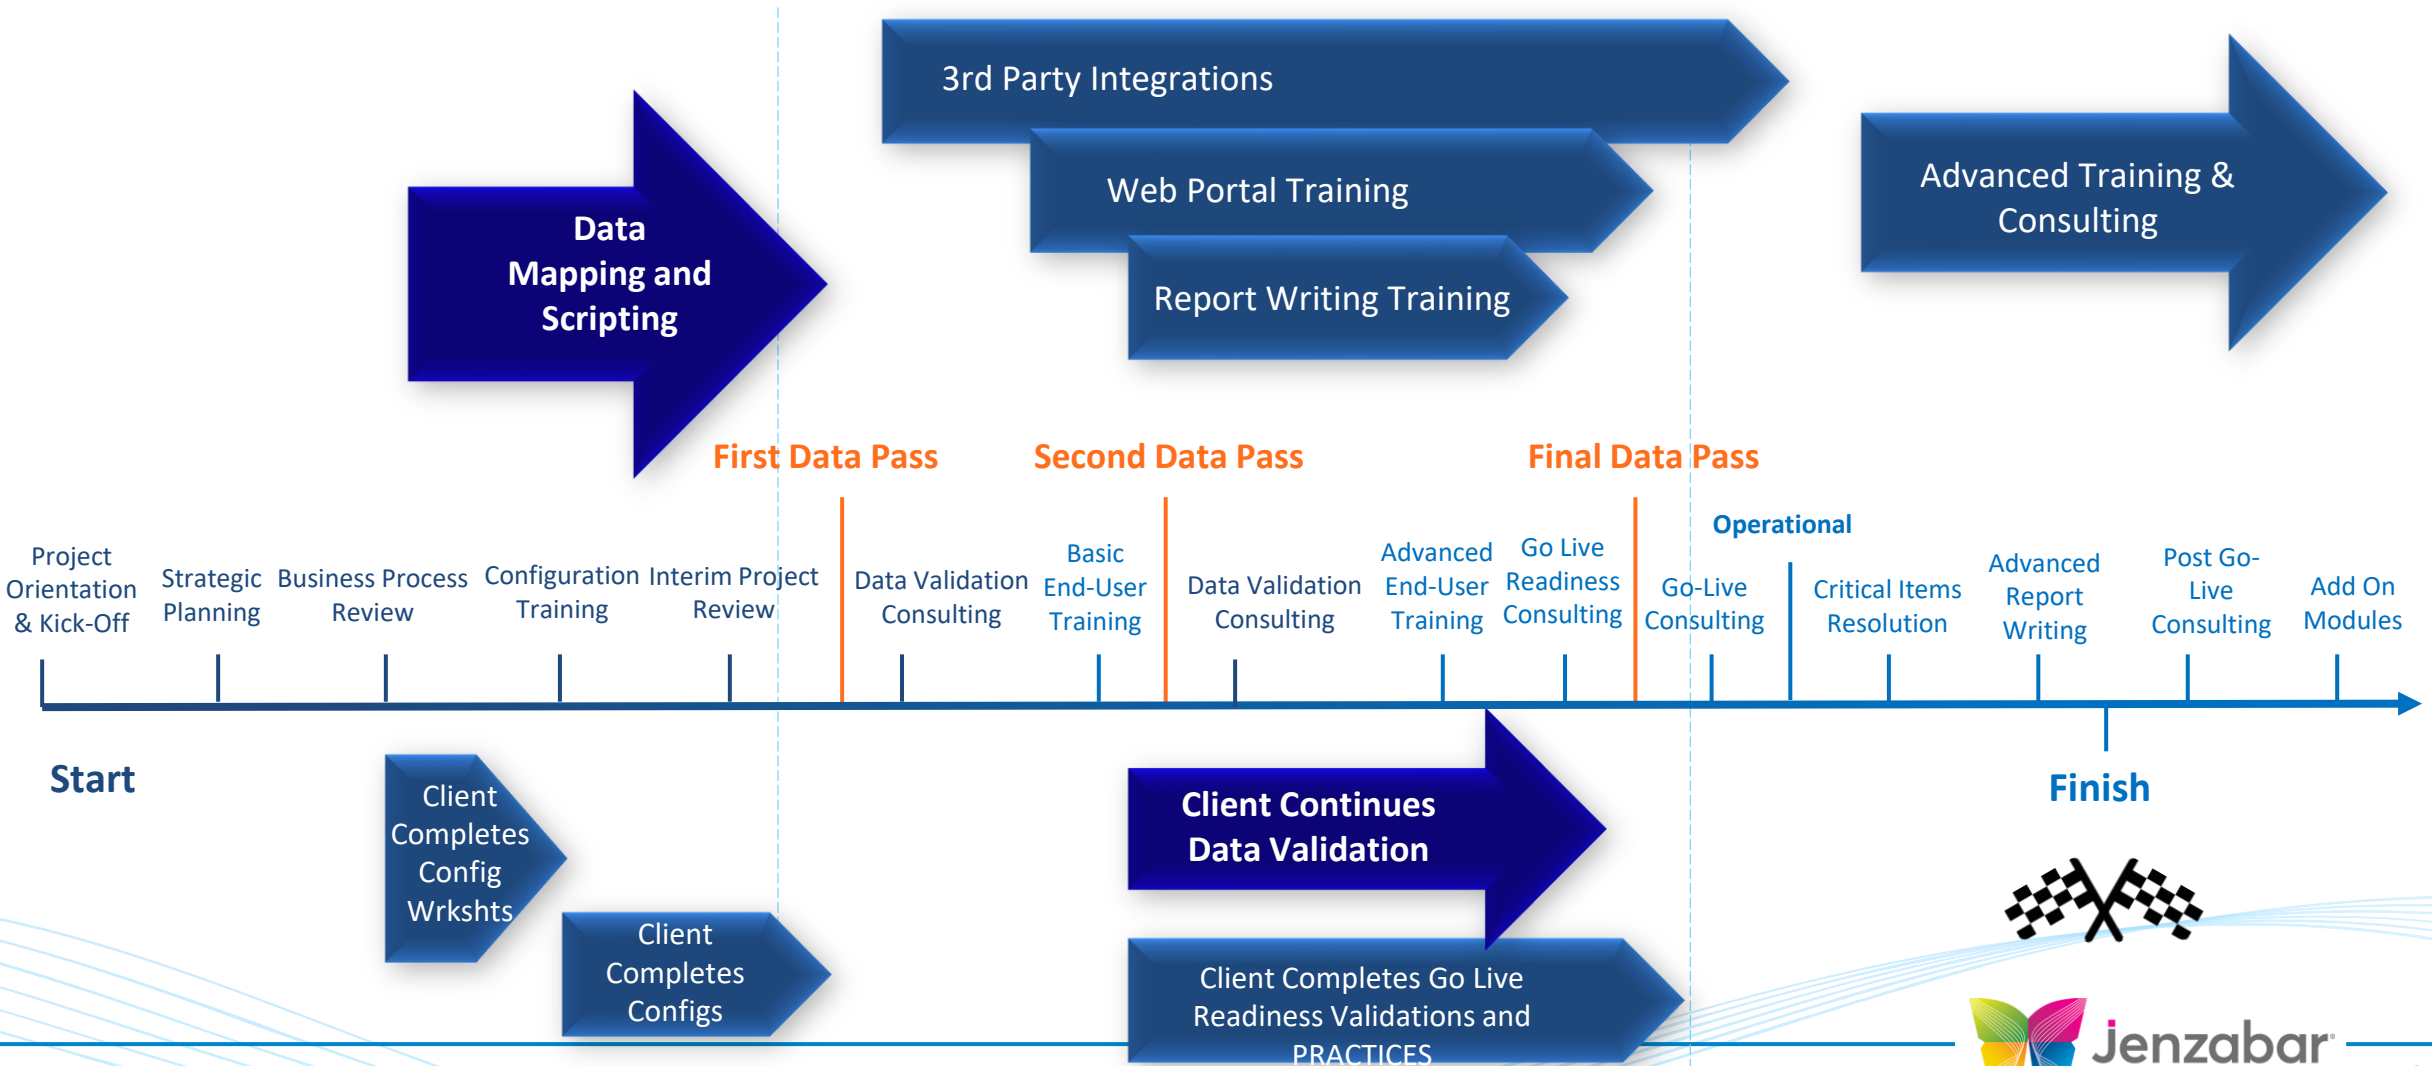 3rd Party Integrations
Web Portal Training
Report Writing Training
Advanced Training &
Consulting
Data
Mapping and
Scripting
First Data Pass
Second Data Pass
Final Data Pass
Operational
Project
Orientation
& Kick-Off
Strategic
Planning
Business Process
Review
Configuration
Training
Interim Project
Review
Data Validation
Consulting
Basic
End-User
Training
Data Validation
Consulting
Advanced
End-User
Training
Go Live
Readiness
Consulting
Go-Live
Consulting
Critical Items
Resolution
Advanced
Report
Writing
Post Go-
Live
Consulting
Add On
Modules
Start
Finish
Client
Completes
Config
Wrkshts
Client
Completes
Configs
Client Continues
Data Validation
Client Completes Go Live
Readiness Validations and
PRACTICES
jenzabar